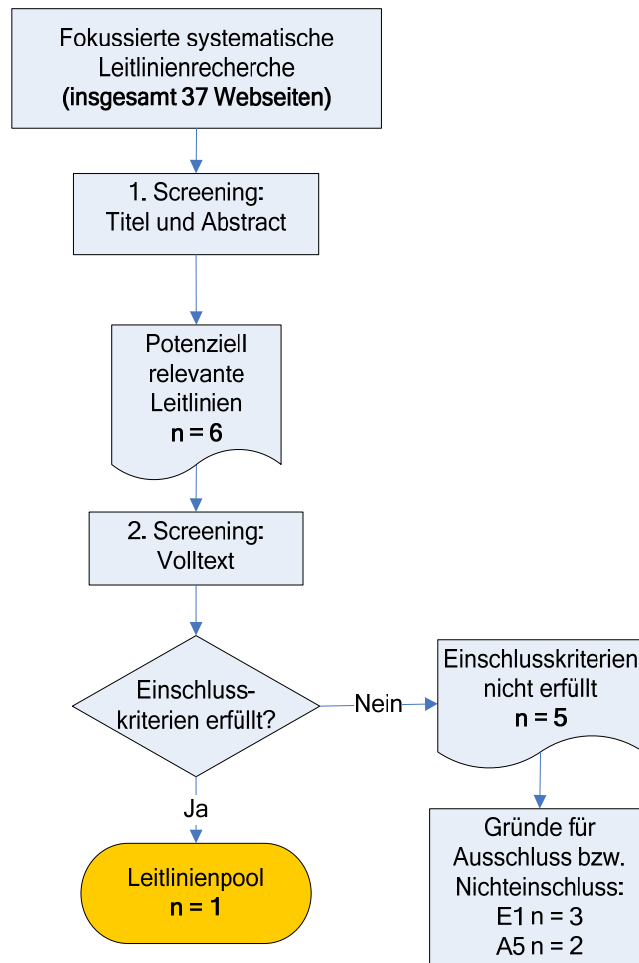 Fokussierte systematische
Leitlinienrecherche
(insgesamt 37 Webseiten)
1. Screening:
Titel und Abstract
Potenziell
relevante
Leitlinien
n = 6
2. Screening:
Volltext
Einschluss-
kriterien erfüllt?
Nein
Einschlusskriterien
nicht erfüllt
n = 5
Ja
Leitlinienpool
n = 1
Gründe für
Ausschluss bzw.
Nichteinschluss:
E1 n = 3
A5 n = 2